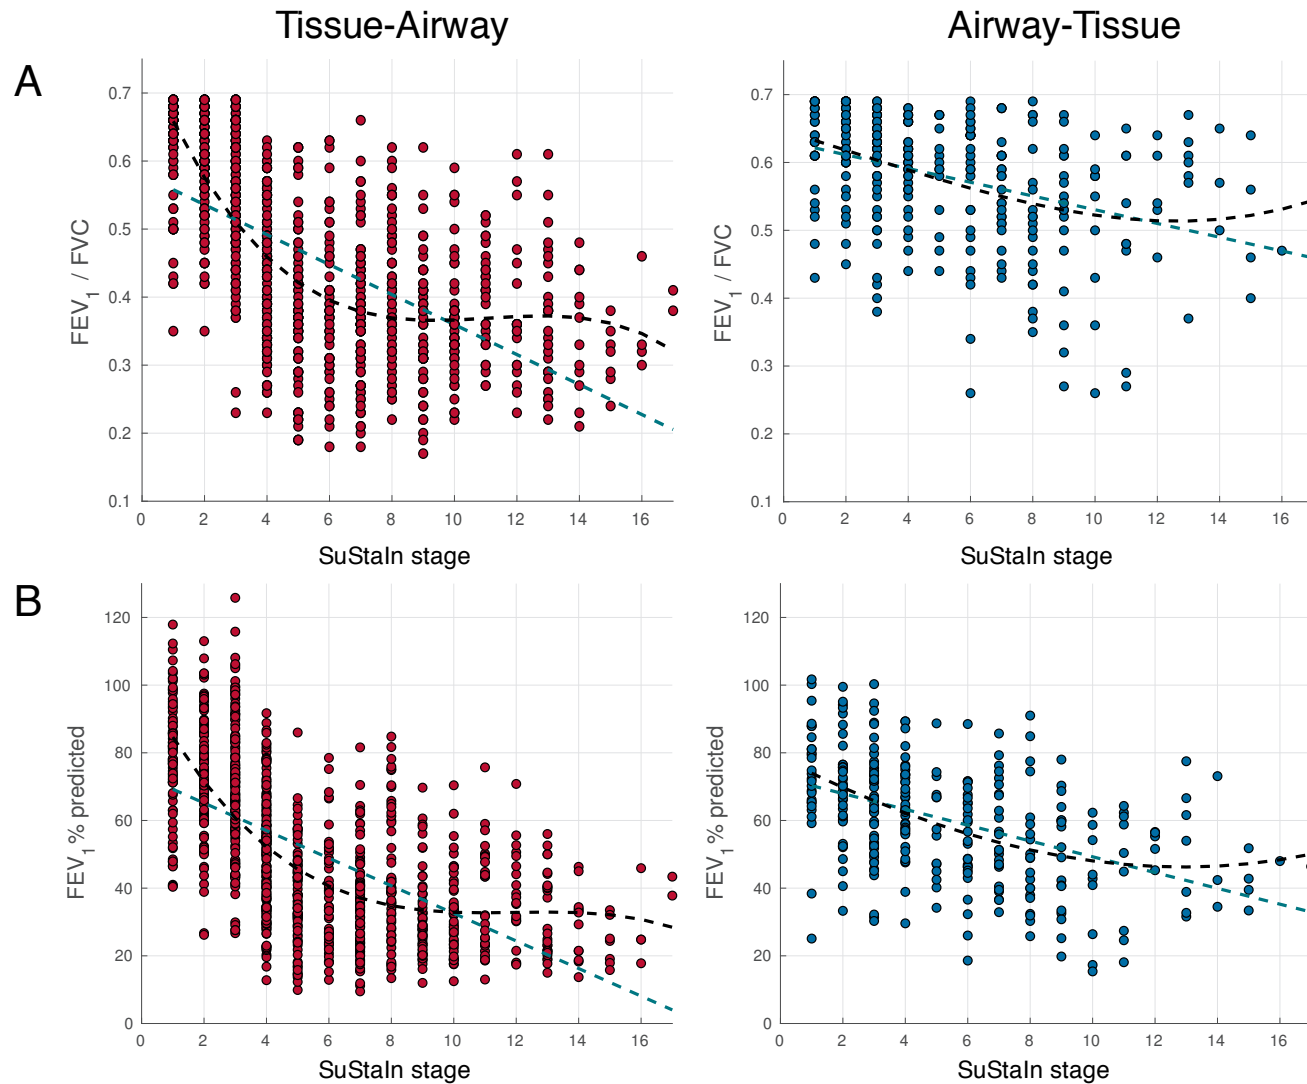 Tissue-Airway
Airway-Tissue
A
FEV1 / FVC
0.7
0.6
0.5
0.4
0.3
0.2
0.1
0 2 4 6 8 10 12 14 16
SuStaIn stage
FEV1 / FVC
0.7
0.6
0.5
0.4
0.3
0.2
0.1
0 2 4 6 8 10 12 14 16
SuStaIn stage
B
FEV1 % predicted
120
100
80
60
40
20
0
0 2 4 6 8 10 12 14 16
SuStaIn stage
FEV1 % predicted
120
100
80
60
40
20
0
0 2 4 6 8 10 12 14 16
SuStaIn stage